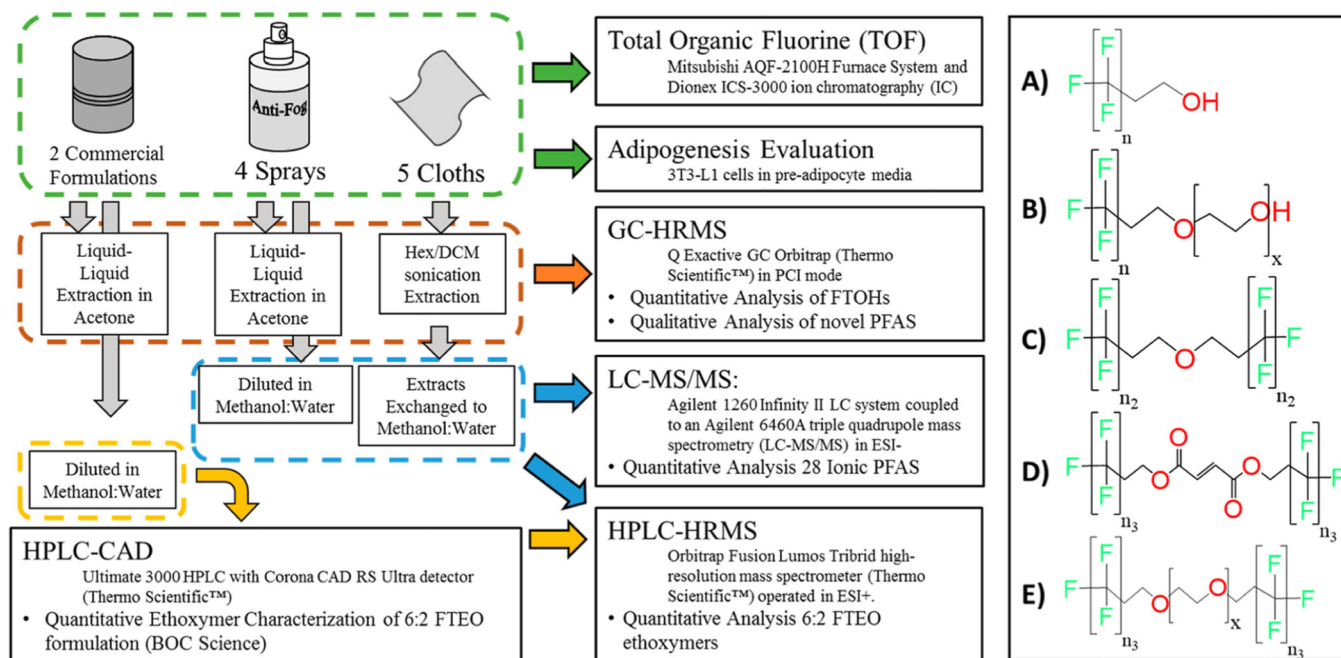 2 Commercial
Formulations
Anti-Fog
4 Sprays
5 Cloths
Total Organic Fluorine (TOF)
Mitsubishi AQF-2100H Furnace System and
Dionex ICS-3000 ion chromatography (IC)
Adipogenesis Evaluation
3T3-L1 cells in pre-adipocyte media
Liquid-
Liquid
Extraction in
Acetone
Liquid-
Liquid
Extraction in
Acetone
Hex/DCM
sonication
Extraction
GC-HRMS
Q Exactive GC Orbitrap (Thermo
Scientific™) in PCI mode
• Quantitative Analysis of FTOHs
• Qualitative Analysis of novel PFAS
Diluted in
Methanol:Water
Extracts
Exchanged to
Methanol:Water
LC-MS/MS:
Agilent 1260 Infinity II LC system coupled
to an Agilent 6460A triple quadrupole mass
spectrometry (LC-MS/MS) in ESI-
• Quantitative Analysis 28 Ionic PFAS
Diluted in
Methanol:Water
HPLC-CAD
Ultimate 3000 HPLC with Corona CAD RS Ultra detector
(Thermo Scientific™)
• Quantitative Ethoxymer Characterization of 6:2 FTEO
formulation (BOC Science)
HPLC-HRMS
Orbitrap Fusion Lumos Tribrid high-
resolution mass spectrometer (Thermo
Scientific™) operated in ESI+.
• Quantitative Analysis 6:2 FTEO
ethoxymers
A)
F
F
F
n
OH
B)
F
F
F
n
O
OH
x
C)
F
F
F
n2
O
F
F
F
n2
D)
F
F
F
n3
O
O
O
O
F
F
F
n3
E)
F
F
F
n3
O
O
x
F
F
F
n3